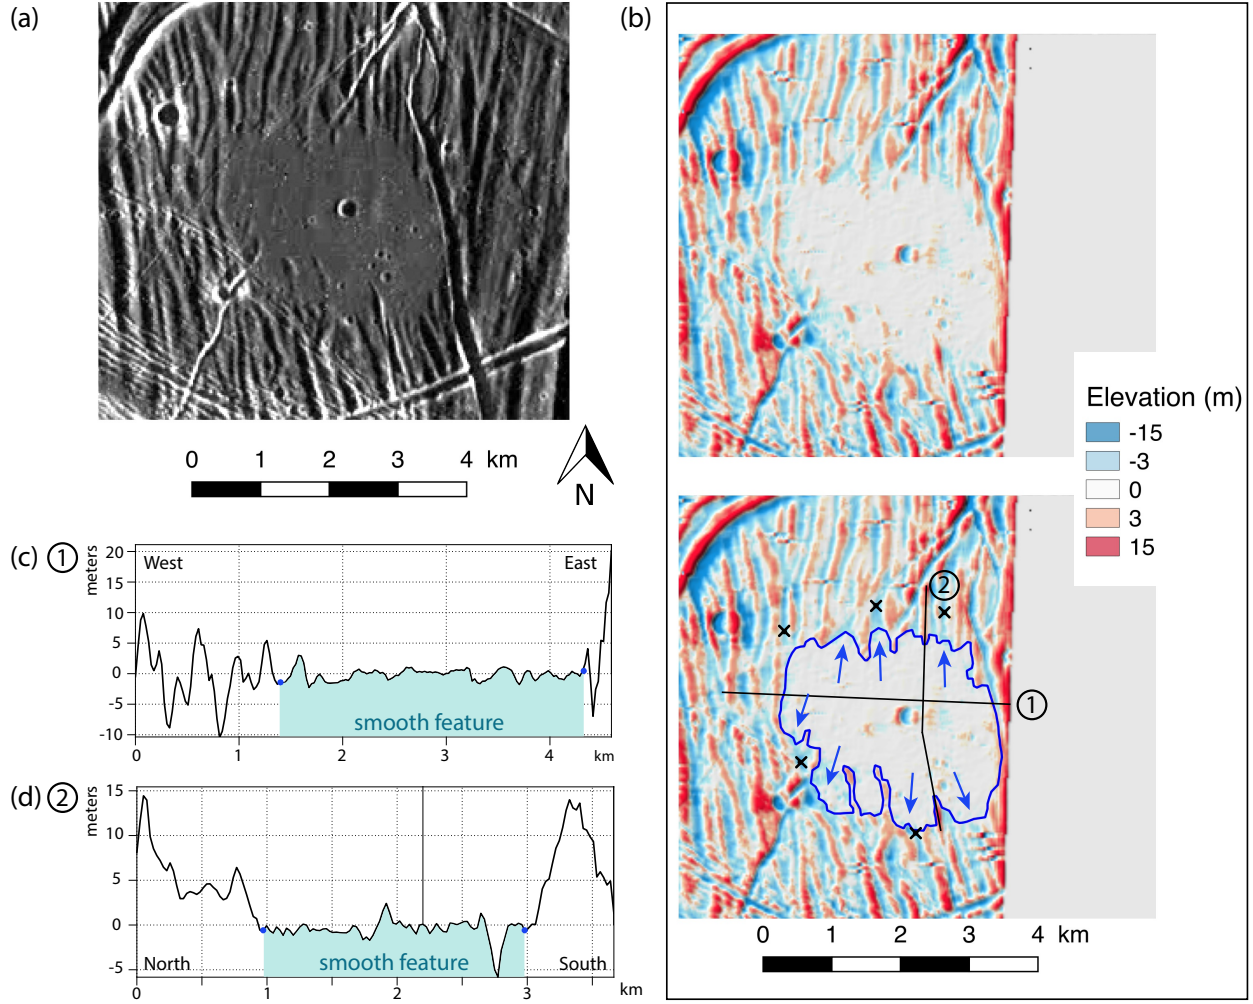 (a)
(b)
0 1 2 3 4 km
N
Elevation (m)
-15
-3
0
3
15
(c) 1
meters
20
15
10
5
0
-5
-10
West
East
smooth feature
0 1 2 3 4 km
(d) 2
meters
15
10
5
0
-5
North
South
smooth feature
0 1 2 3 km
2
1
0 1 2 3 4 km